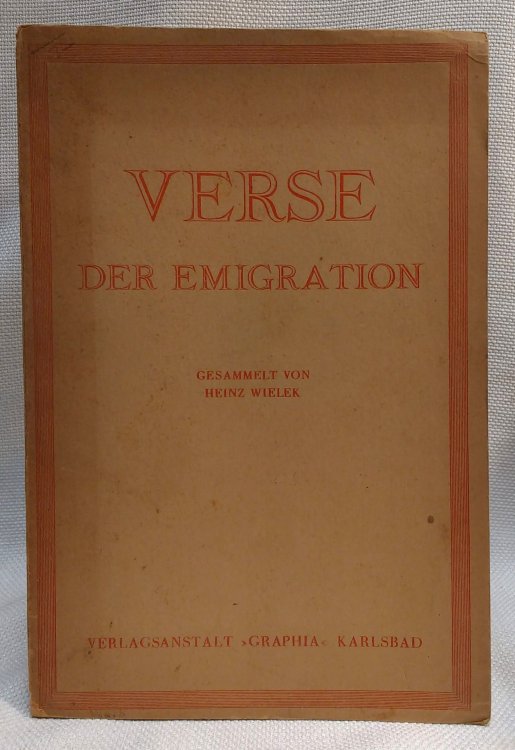 VERSE
DER EMIGRATION
GESAMMELT VON
HEINZ WIELEK
VERLAGSANSTALT »GRAPHIA« KARLSBAD